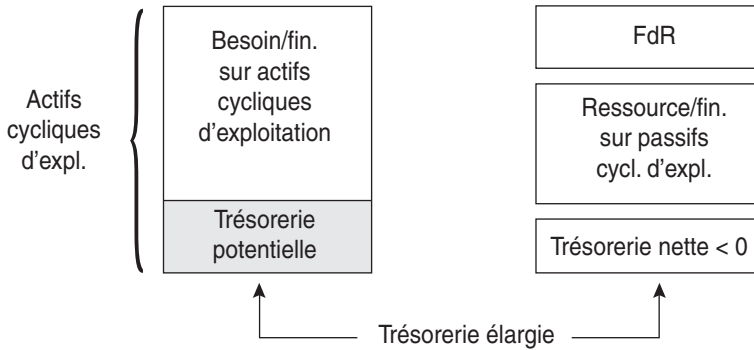 Actifs
cycliques
d'expl.
Besoin/fin.
sur actifs
cycliques
d'exploitation
Trésorerie
potentielle
FdR
Ressource/fin.
sur passifs
cycl. d'expl.
Trésorerie nette < 0
Trésorerie élargie